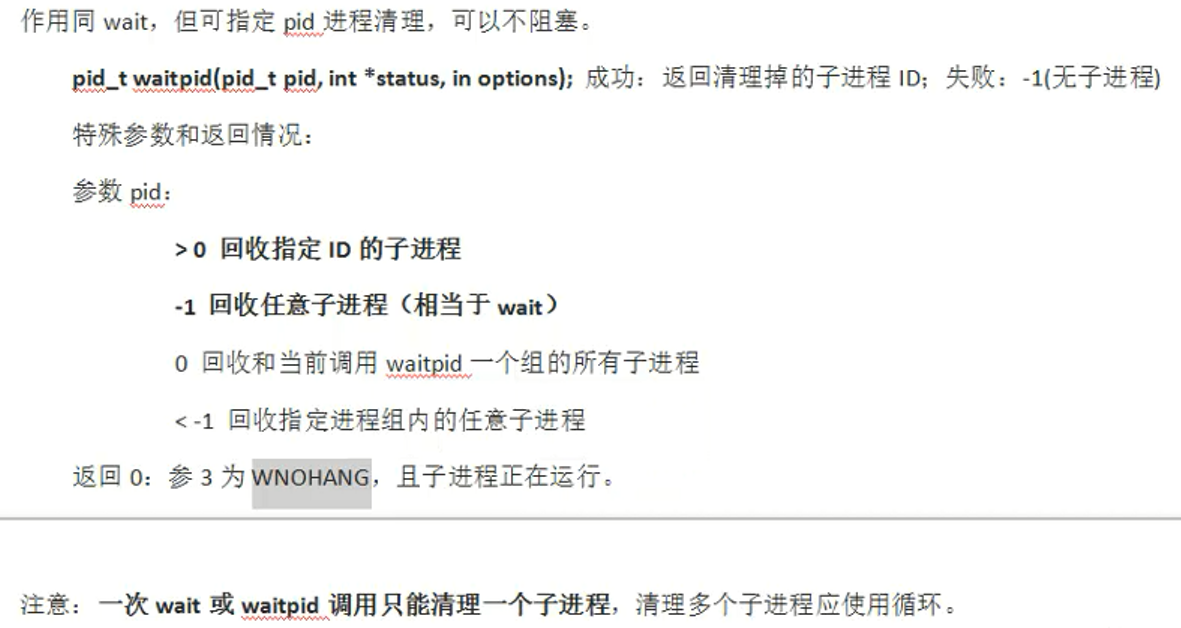 作用同 wait，但可指定 pid 进程清理，可以不阻塞。
pid_t waitpid(pid_t pid, int *status, in options); 成功：返回清理掉的子进程 ID；失败：-1(无子进程)
特殊参数和返回情况：
参数 pid：
> 0 回收指定 ID 的子进程
-1 回收任意子进程（相当于 wait）
0 回收和当前调用 waitpid 一个组的所有子进程
< -1 回收指定进程组内的任意子进程
返回 0：参 3 为 WNOHANG，且子进程正在运行。
注意：一次 wait 或 waitpid 调用只能清理一个子进程，清理多个子进程应使用循环。